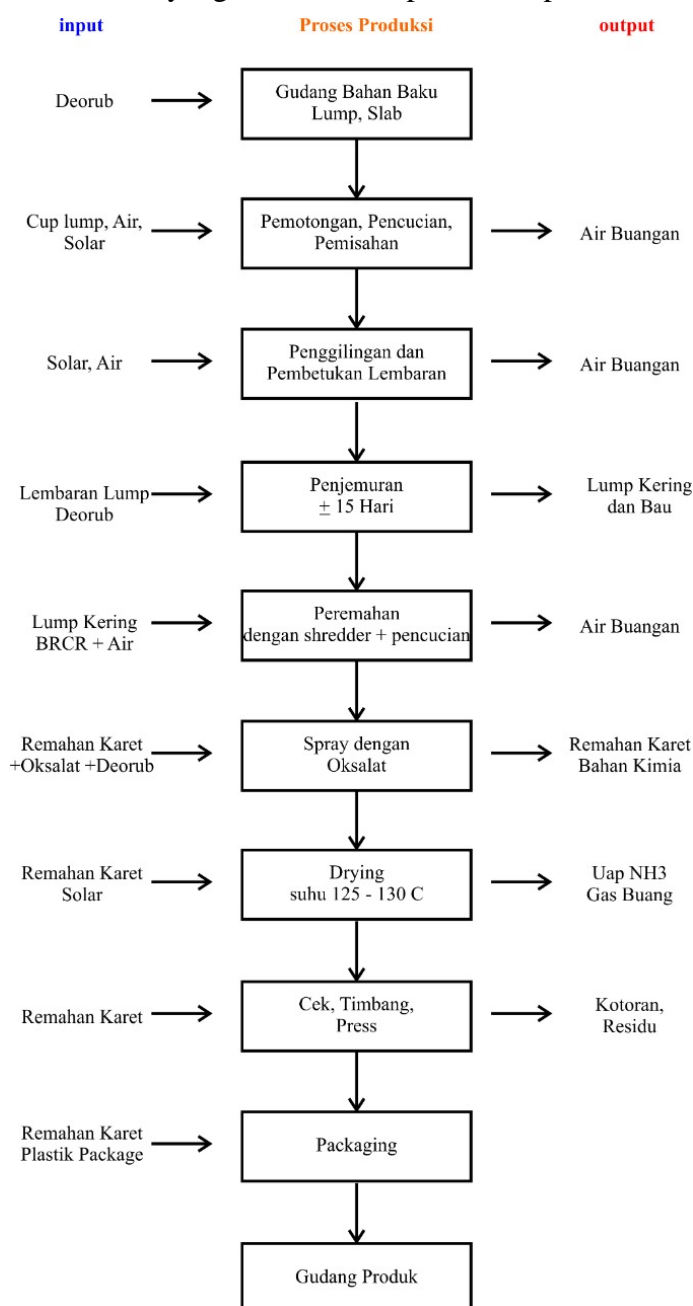 input Proses Produksi output
Deorub
Gudang Bahan Baku
Lump, Slab
Cup lump, Air,
Solar
Pemotongan, Pencucian,
Pemisahan
Air Buangan
Solar, Air
Penggilingan dan
Pembetukan Lembaran
Air Buangan
Lembaran Lump
Deorub
Penjemuran
± 15 Hari
Lump Kering
dan Bau
Lump Kering
BRCR + Air
Peremahan
dengan shredder + pencucian
Air Buangan
Remahan Karet
+Oksalat +Deorub
Spray dengan
Oksalat
Remahan Karet
Bahan Kimia
Remahan Karet
Solar
Drying
suhu 125 - 130 C
Uap NH3
Gas Buang
Remahan Karet
Cek, Timbang,
Press
Kotoran,
Residu
Remahan Karet
Plastik Package
Packaging
Gudang Produk